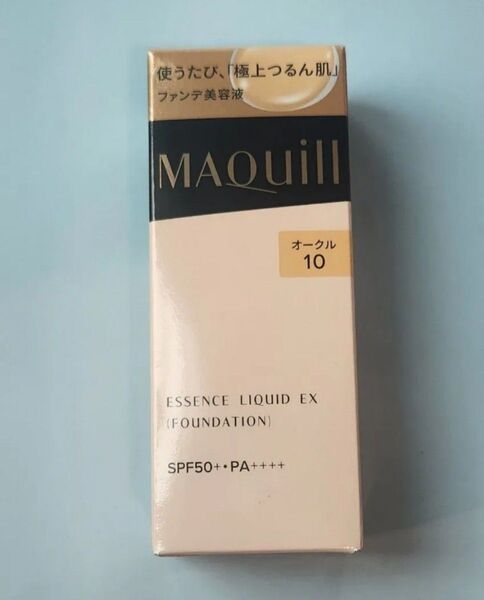 使うたび、「極上つるん肌」
ファンデ美容液
MAQuill
オークル
10
ESSENCE LIQUID EX
(FOUNDATION)
SPF50+・PA++++